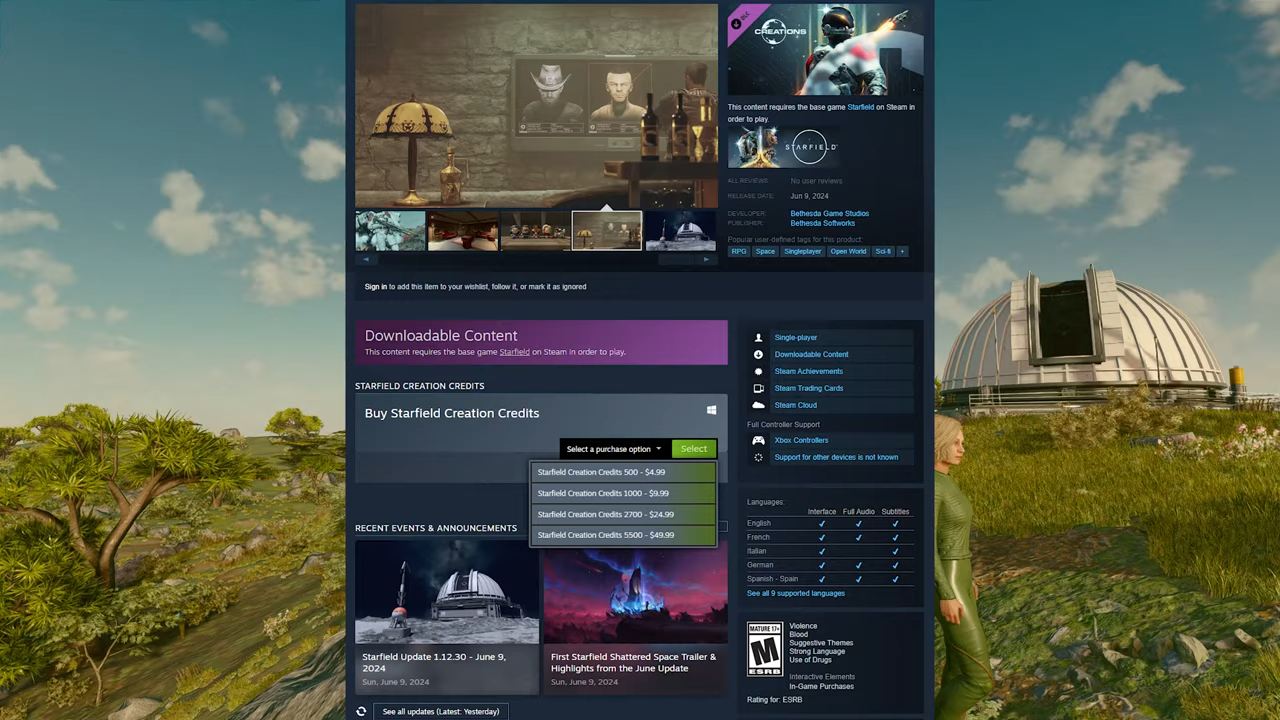 DLC
CREATIONS
This content requires the base game Starfield on Steam in
order to play.
STARFIELD
ALL REVIEWS:
No user reviews
RELEASE DATE:
Jun 9, 2024
DEVELOPER:
Bethesda Game Studios
PUBLISHER:
Bethesda Softworks
Popular user-defined tags for this product:
RPG
Space
Singleplayer
Open World
Sci-fi
+
Sign in to add this item to your wishlist, follow it, or mark it as ignored
Downloadable Content
This content requires the base game Starfield on Steam in order to play.
STARFIELD CREATION CREDITS
Buy Starfield Creation Credits
Select a purchase option
Select
Starfield Creation Credits 500 - $4.99
Starfield Creation Credits 1000 - $9.99
Starfield Creation Credits 2700 - $24.99
Starfield Creation Credits 5500 - $49.99
RECENT EVENTS & ANNOUNCEMENTS
Starfield Update 1.12.30 - June 9,
2024
Sun, June 9, 2024
First Starfield Shattered Space Trailer &
Highlights from the June Update
Sun, June 9, 2024
See all updates (Latest: Yesterday)
Single-player
Downloadable Content
Steam Achievements
Steam Trading Cards
Steam Cloud
Full Controller Support
Xbox Controllers
Support for other devices is not known
Languages:
Interface
Full Audio
Subtitles
English
French
Italian
German
Spanish - Spain
See all 9 supported languages
MATURE 17+
M
ESRB
Violence
Blood
Suggestive Themes
Strong Language
Use of Drugs
Interactive Elements
In-Game Purchases
Rating for: ESRB